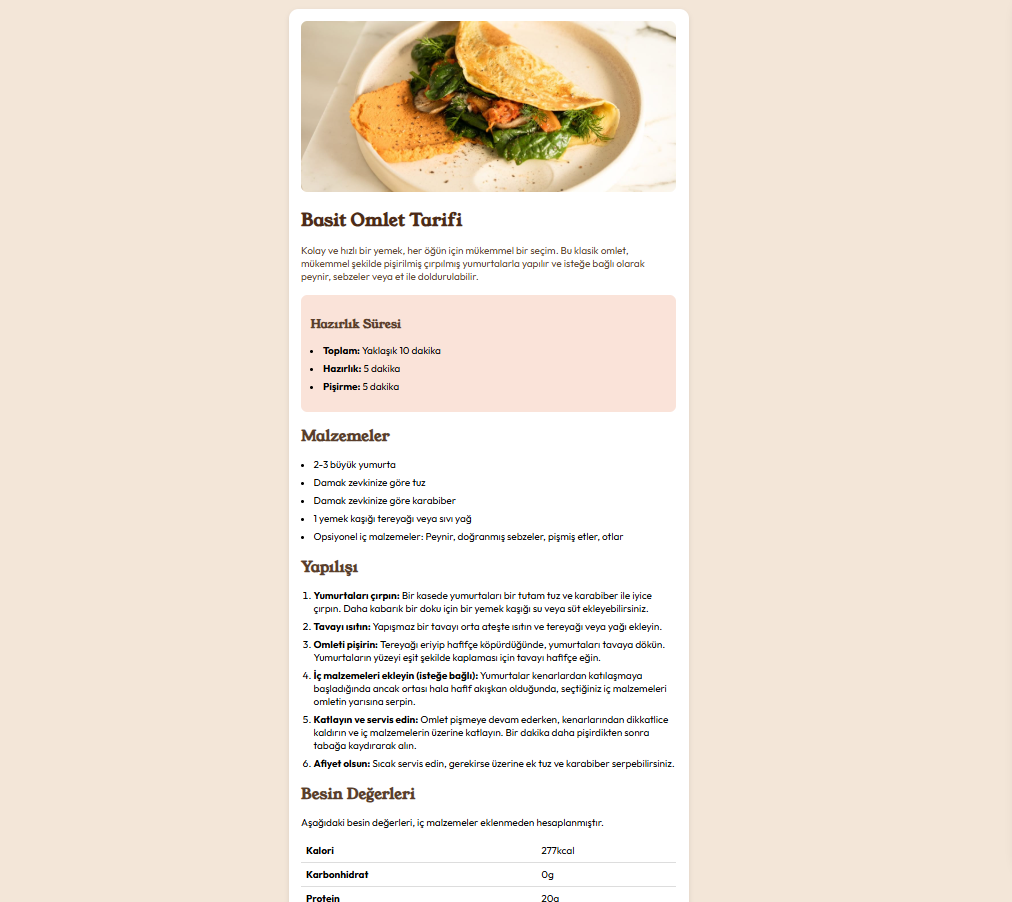 Basit Omlet Tarifi
Kolay ve hızlı bir yemek, her öğün için mükemmel bir seçim. Bu klasik omlet,
mükemmel şekilde pişirilmiş çırpılmış yumurtalarla yapılır ve isteğe bağlı olarak
peynir, sebzeler veya et ile doldurulabilir.
Hazırlık Süresi
• Toplam: Yaklaşık 10 dakika
• Hazırlık: 5 dakika
• Pişirme: 5 dakika
Malzemeler
• 2-3 büyük yumurta
• Damak zevkinize göre tuz
• Damak zevkinize göre karabiber
• 1 yemek kaşığı tereyağı veya sıvı yağ
• Opsiyonel iç malzemeler: Peynir, doğranmış sebzeler, pişmiş etler, otlar
Yapılışı
1. Yumurtaları çırpın: Bir kasede yumurtaları bir tutam tuz ve karabiber ile iyice
çırpın. Daha kabarık bir doku için bir yemek kaşığı su veya süt ekleyebilirsiniz.
2. Tavayı ısıtın: Yapışmaz bir tavayı orta ateşte ısıtın ve tereyağı veya yağı ekleyin.
3. Omleti pişirin: Tereyağı eriyip hafifçe köpürdüğünde, yumurtaları tavaya dökün.
Yumurtaların yüzeyi eşit şekilde kaplaması için tavayı hafifçe eğin.
4. İç malzemeleri ekleyin (isteğe bağlı): Yumurtalar kenarlardan katılaşmaya
başladığında ancak ortası hala hafif akışkan olduğunda, seçtiğiniz iç malzemeleri
omletin yarısına serpin.
5. Katlayın ve servis edin: Omlet pişmeye devam ederken, kenarlarından dikkatlice
kaldırın ve iç malzemelerin üzerine katlayın. Bir dakika daha pişirdikten sonra
tabağa kaydırarak alın.
6. Afiyet olsun: Sıcak servis edin, gerekirse üzerine ek tuz ve karabiber serpebilirsiniz.
Besin Değerleri
Aşağıdaki besin değerleri, iç malzemeler eklenmeden hesaplanmıştır.
Kalori 277kcal
Karbonhidrat 0g
Protein 20g